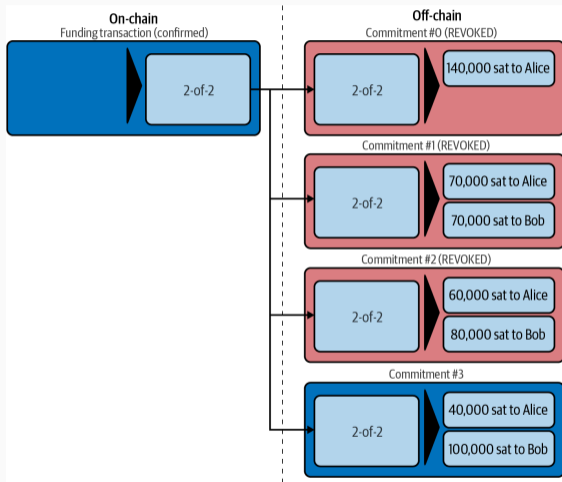 On-chain
Funding transaction (confirmed)
2-of-2
Off-chain
Commitment #0 (REVOKED)
2-of-2
140,000 sat to Alice
Commitment #1 (REVOKED)
2-of-2
70,000 sat to Alice
70,000 sat to Bob
Commitment #2 (REVOKED)
2-of-2
60,000 sat to Alice
80,000 sat to Bob
Commitment #3
2-of-2
40,000 sat to Alice
100,000 sat to Bob